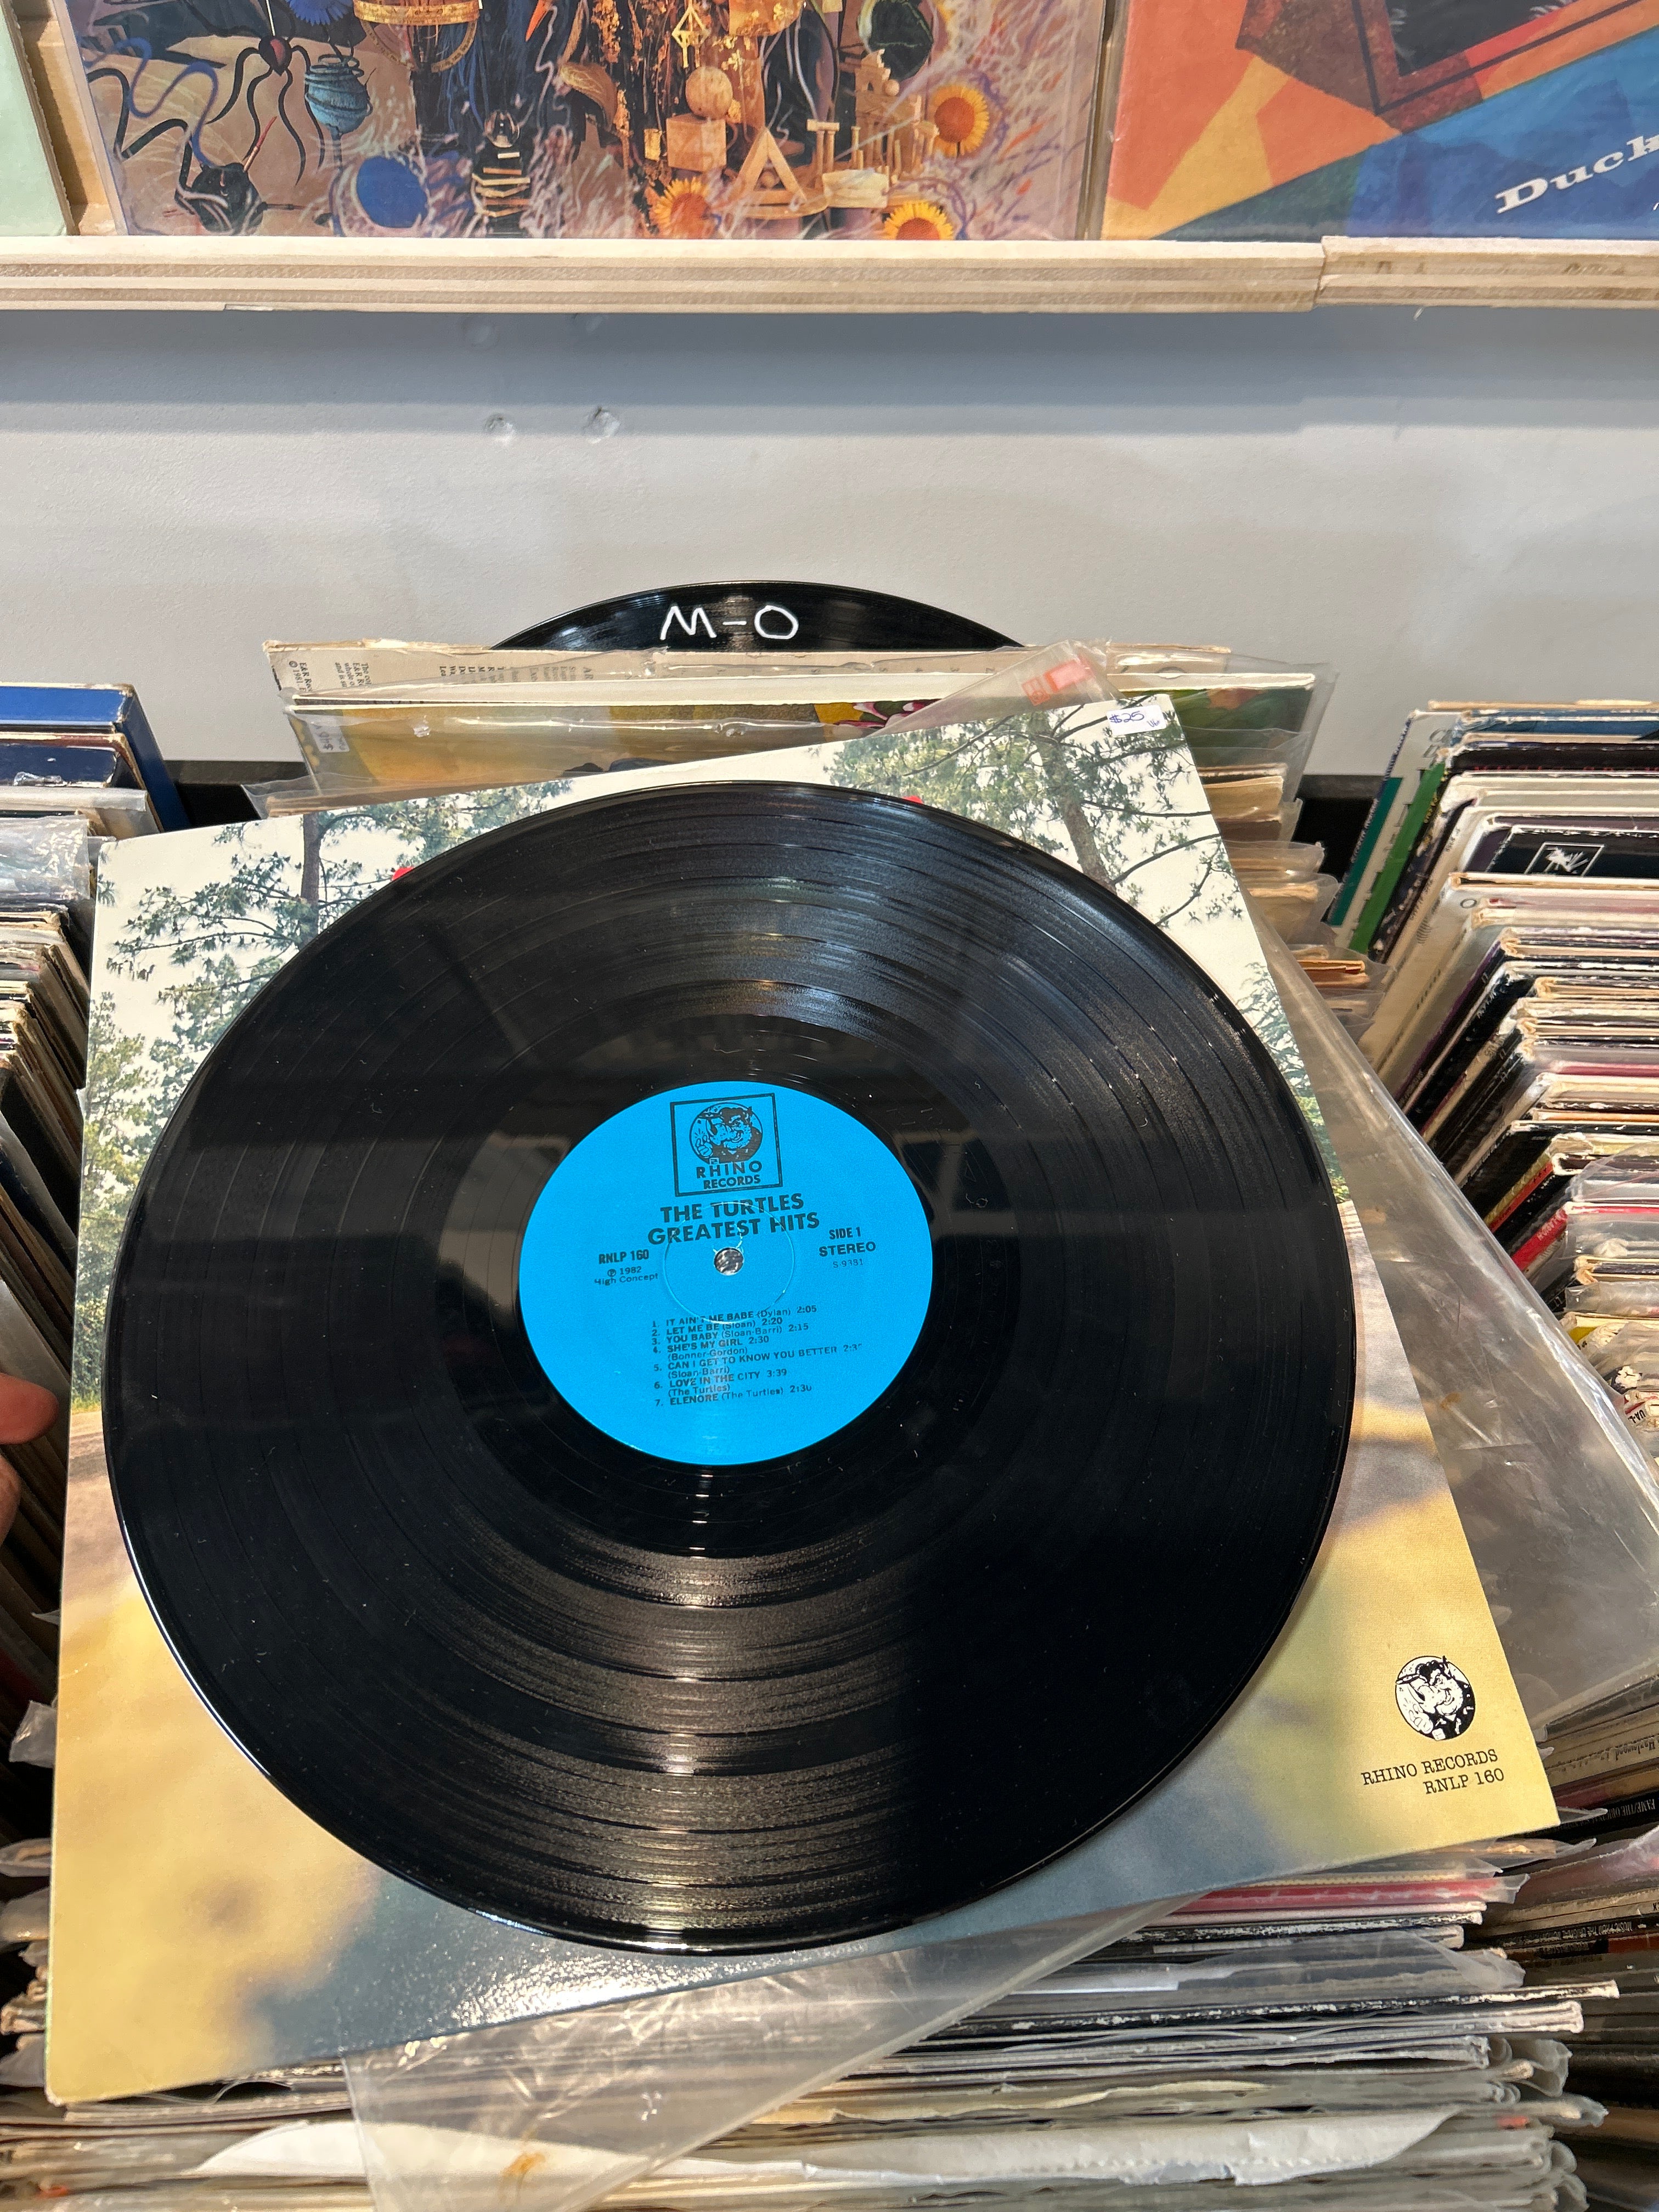 Duck
M-O
$25
RHINO
RECORDS
THE TURTLES
GREATEST HITS
RNLP 160
℗ 1982
High Concept
SIDE 1
STEREO
S-9381
1. IT AIN'T ME BABE (Dylan) 2:05
2. LET ME BE (Sloan) 2:20
3. YOU BABY (Sloan-Barri) 2:15
4. SHE'S MY GIRL 2:30
(Bonner-Gordon)
5. CAN I GET TO KNOW YOU BETTER
(Sloan-Barri)
6. LOVE IN THE CITY 3:39
(The Turtles)
7. ELENORE (The Turtles) 2:30
RHINO RECORDS
RNLP 160